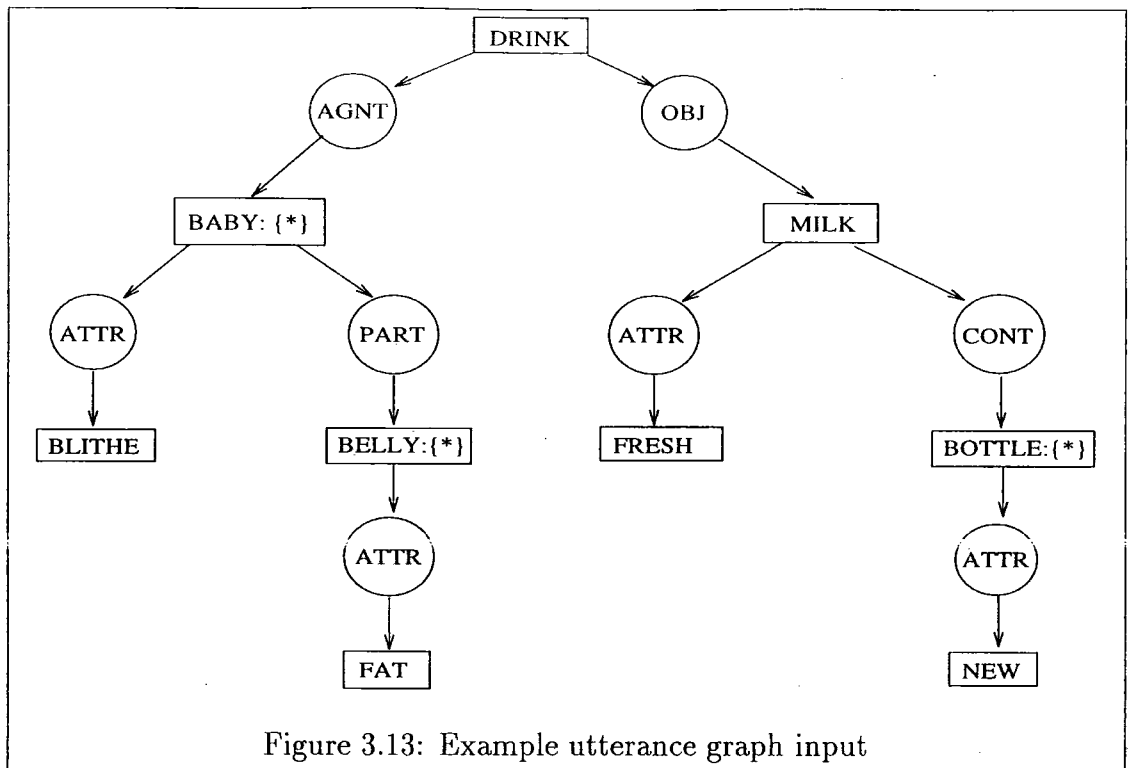 DRINK
AGNT
OBJ
BABY: {*}
MILK
ATTR
PART
ATTR
CONT
BLITHE
BELLY:{*}
FRESH
BOTTLE:{*}
ATTR
ATTR
FAT
NEW
Figure 3.13: Example utterance graph input